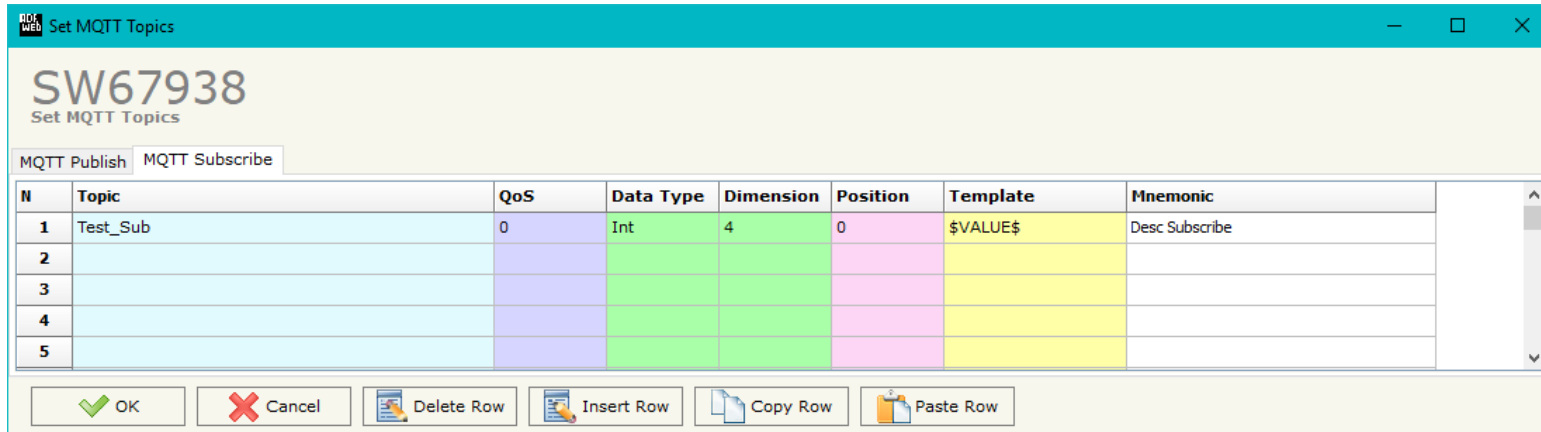 ADF WEB Set MQTT Topics
SW67938
Set MQTT Topics
MQTT Publish MQTT Subscribe
N Topic QoS Data Type Dimension Position Template Mnemonic
1 Test_Sub 0 Int 4 0 $VALUE$ Desc Subscribe
2
3
4
5
OK Cancel Delete Row Insert Row Copy Row Paste Row